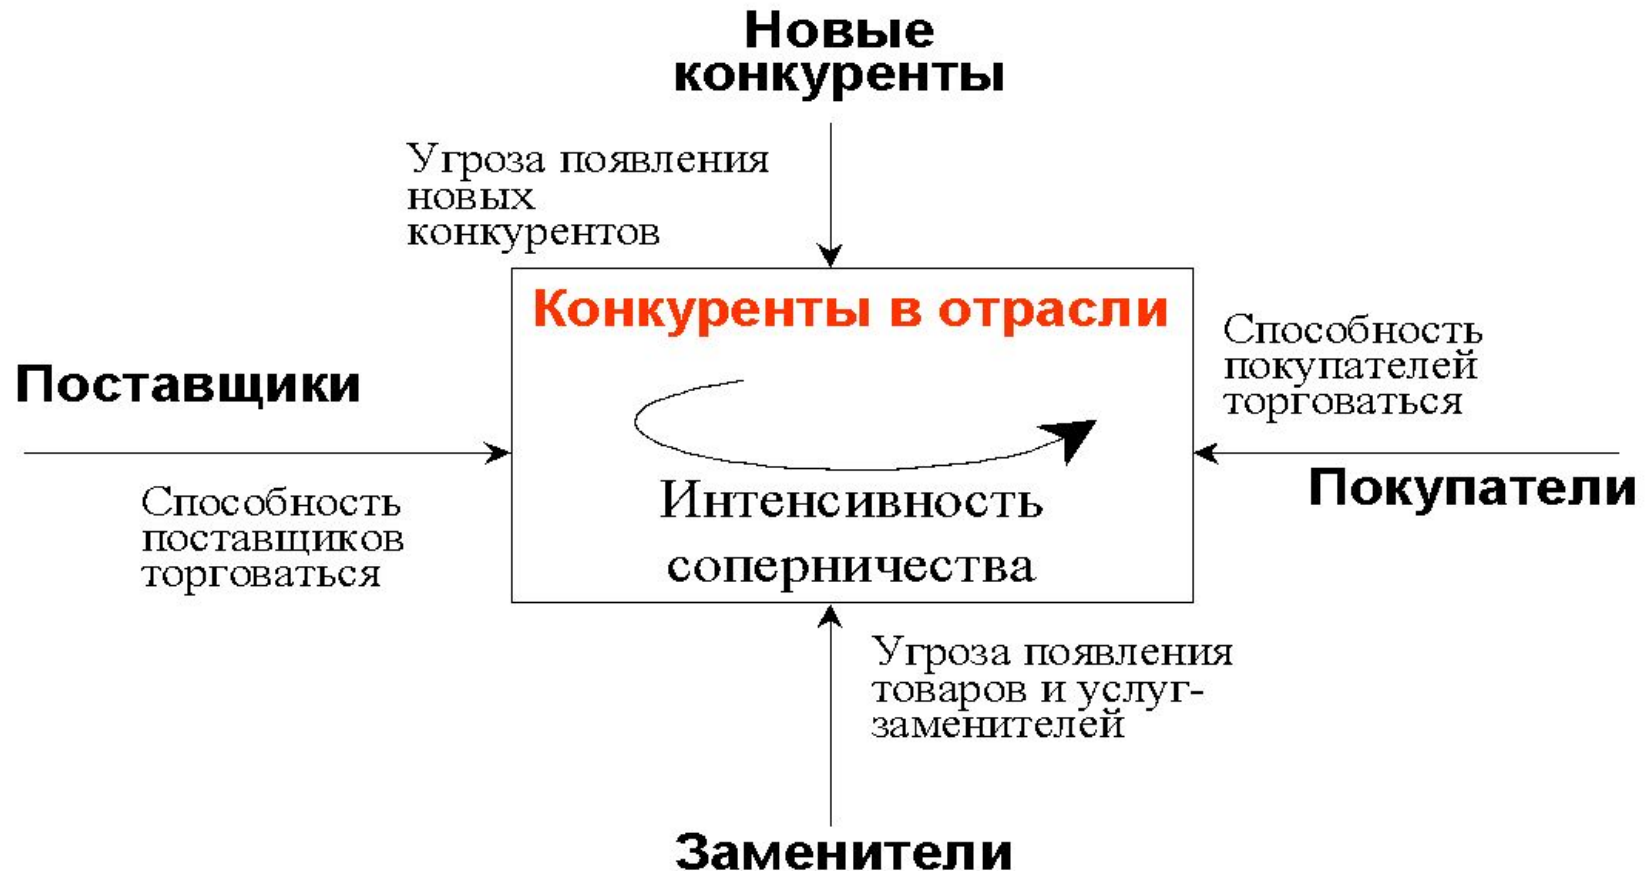 Новые
конкуренты
Угроза появления
новых
конкурентов
Конкуренты в отрасли
Способность
покупателей
торговаться
Поставщики
Покупатели
Способность
поставщиков
торговаться
Интенсивность
соперничества
Угроза появления
товаров и услуг-
заменителей
Заменители